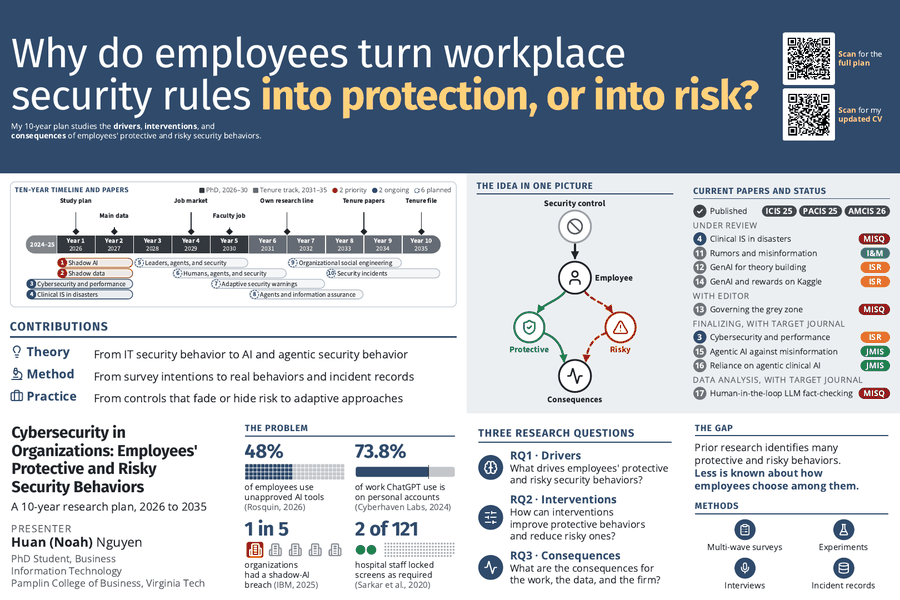 Why do employees turn workplace
security rules into protection, or into risk?
My 10-year plan studies the drivers, interventions, and
consequences of employees' protective and risky security behaviors.
Scan for the
full plan
Scan for my
updated CV
TEN-YEAR TIMELINE AND PAPERS
PhD, 2026–30
Tenure track, 2031–35
2 priority
2 ongoing
6 planned
Study plan
Job market
Own research line
Tenure papers
Tenure file
Main data
Faculty job
2024–25
Year 1
2026
Year 2
2027
Year 3
2028
Year 4
2029
Year 5
2030
Year 6
2031
Year 7
2032
Year 8
2033
Year 9
2034
Year 10
2035
1 Shadow AI
5 Leaders, agents, and security
9 Organizational social engineering
2 Shadow data
6 Humans, agents, and security
10 Security incidents
3 Cybersecurity and performance
7 Adaptive security warnings
4 Clinical IS in disasters
8 Agents and information assurance
CONTRIBUTIONS
Theory From IT security behavior to AI and agentic security behavior
Method From survey intentions to real behaviors and incident records
Practice From controls that fade or hide risk to adaptive approaches
THE IDEA IN ONE PICTURE
Security control
Employee
Protective
Risky
Consequences
CURRENT PAPERS AND STATUS
Published ICIS 25 PACIS 25 AMCIS 26
UNDER REVIEW
4 Clinical IS in disasters MISQ
11 Rumors and misinformation I&M
12 GenAI for theory building ISR
14 GenAI and rewards on Kaggle ISR
WITH EDITOR
13 Governing the grey zone MISQ
FINALIZING, WITH TARGET JOURNAL
3 Cybersecurity and performance ISR
15 Agentic AI against misinformation JMIS
16 Reliance on agentic clinical AI JMIS
DATA ANALYSIS, WITH TARGET JOURNAL
17 Human-in-the-loop LLM fact-checking MISQ
Cybersecurity in
Organizations: Employees'
Protective and Risky
Security Behaviors
A 10-year research plan, 2026 to 2035
PRESENTER
Huan (Noah) Nguyen
PhD Student, Business
Information Technology
Pamplin College of Business, Virginia Tech
THE PROBLEM
48%
of employees use
unapproved AI tools
(Rosquin, 2026)
73.8%
of work ChatGPT use is
on personal accounts
(Cyberhaven Labs, 2024)
1 in 5
organizations
had a shadow-AI
breach (IBM, 2025)
2 of 121
hospital staff locked
screens as required
(Sarkar et al., 2020)
THREE RESEARCH QUESTIONS
RQ1 · Drivers
What drives employees' protective
and risky security behaviors?
RQ2 · Interventions
How can interventions
improve protective behaviors
and reduce risky ones?
RQ3 · Consequences
What are the consequences for
the work, the data, and the firm?
THE GAP
Prior research identifies many
protective and risky behaviors.
Less is known about how
employees choose among them.
METHODS
Multi-wave surveys
Experiments
Interviews
Incident records